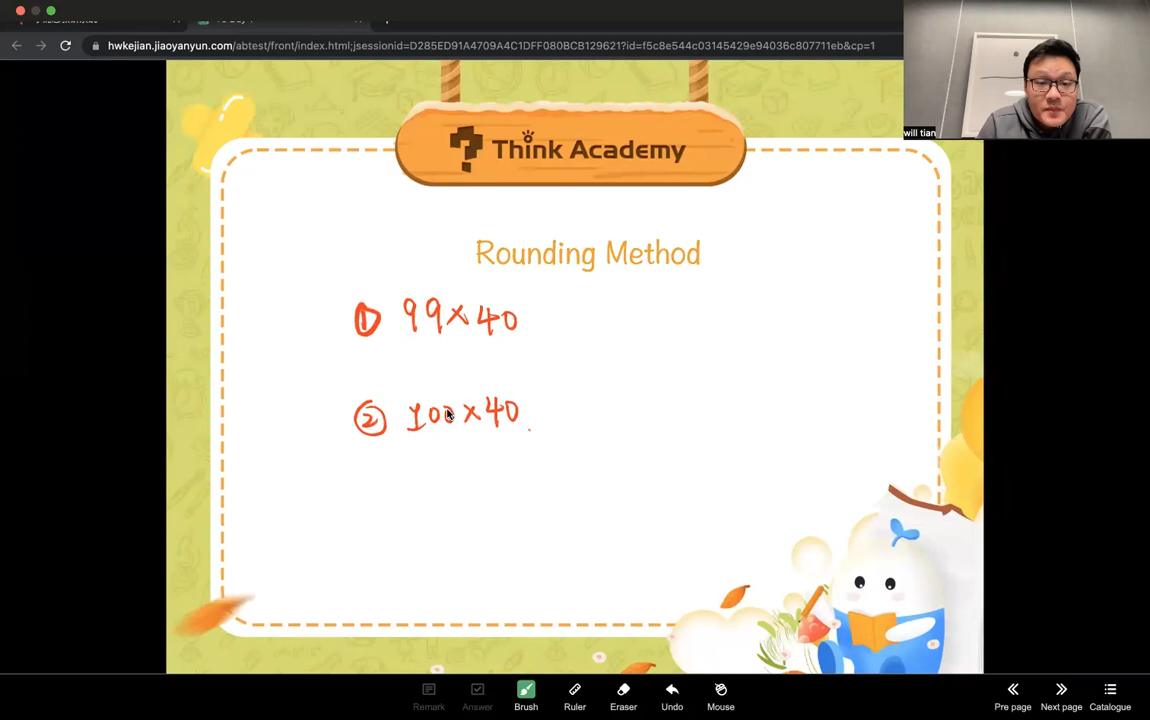 hwkejian.jiaoyanyun.com/abtest/front/index.html;jsessionid=D285ED91A4709A4C1DFF080BCB129621?id=f5c8e544c03145429e94036c807711eb&cp=1
will tian
Think Academy
Rounding Method
① 99×40
② 100×40
Remark
Answer
Brush
Ruler
Eraser
Undo
Mouse
Pre page
Next page
Catalogue